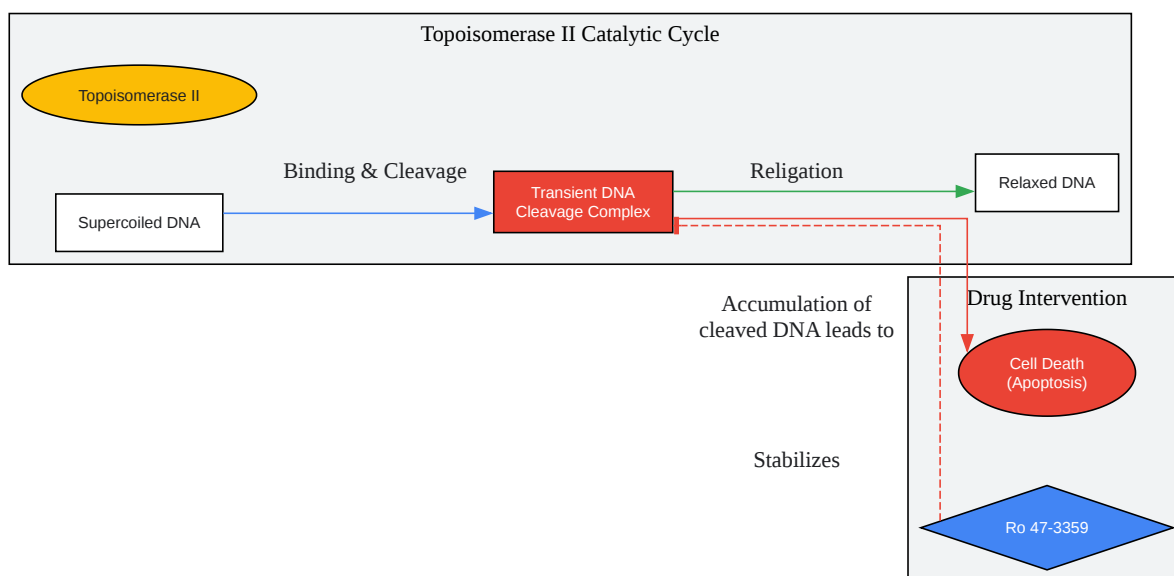 Topoisomerase II Catalytic Cycle
Topoisomerase II
Binding & Cleavage
Religation
Supercoiled DNA
Transient DNA
Cleavage Complex
Relaxed DNA
Accumulation of
cleaved DNA leads to
Drug Intervention
Cell Death
(Apoptosis)
Stabilizes
Ro 47-3359